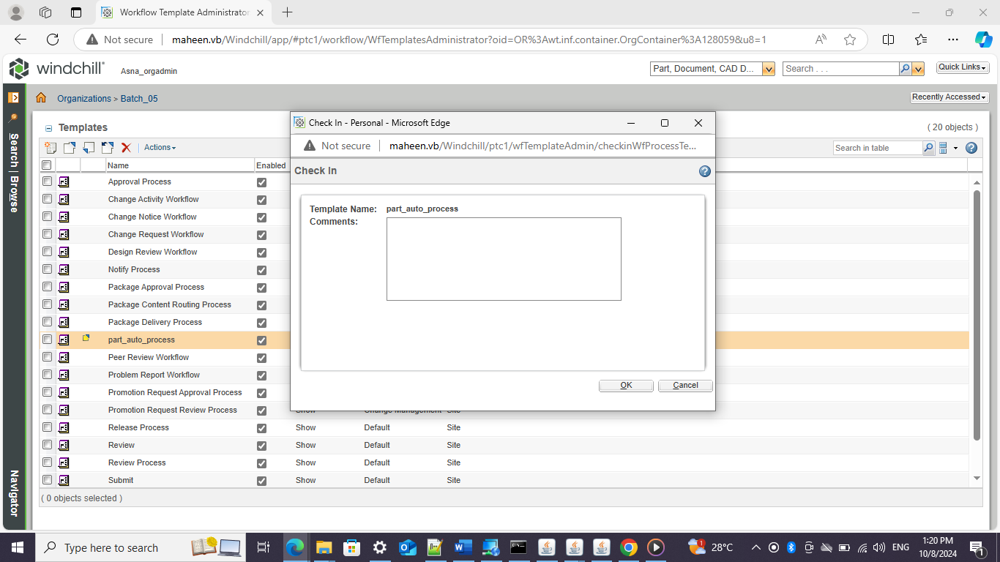 Workflow Template Administrator
Not secure maheen.vb/Windchill/app/#ptc1/workflow/WfTemplatesAdministrator?oid=OR%3Awt.inf.container.OrgContainer%3A128059&u8=1
windchill Asna_orgadmin Part, Document, CAD D... Search . . . Quick Links
Organizations > Batch_05 Recently Accessed
Templates ( 20 objects )
Actions Search in table
Name Enabled
Approval Process
Change Activity Workflow
Change Notice Workflow
Change Request Workflow
Design Review Workflow
Notify Process
Package Approval Process
Package Content Routing Process
Package Delivery Process
part_auto_process
Peer Review Workflow
Problem Report Workflow
Promotion Request Approval Process
Promotion Request Review Process Show Change Management Site
Release Process Show Default Site
Review Show Default Site
Review Process Show Default Site
Submit Show Default Site
( 0 objects selected )
Search | Browse
Navigator
Check In - Personal - Microsoft Edge
Not secure maheen.vb/Windchill/ptc1/wfTemplateAdmin/checkinWfProcessTe...
Check In
Template Name: part_auto_process
Comments:
OK Cancel
Type here to search
1
28°C
ENG
1:20 PM
10/8/2024
1